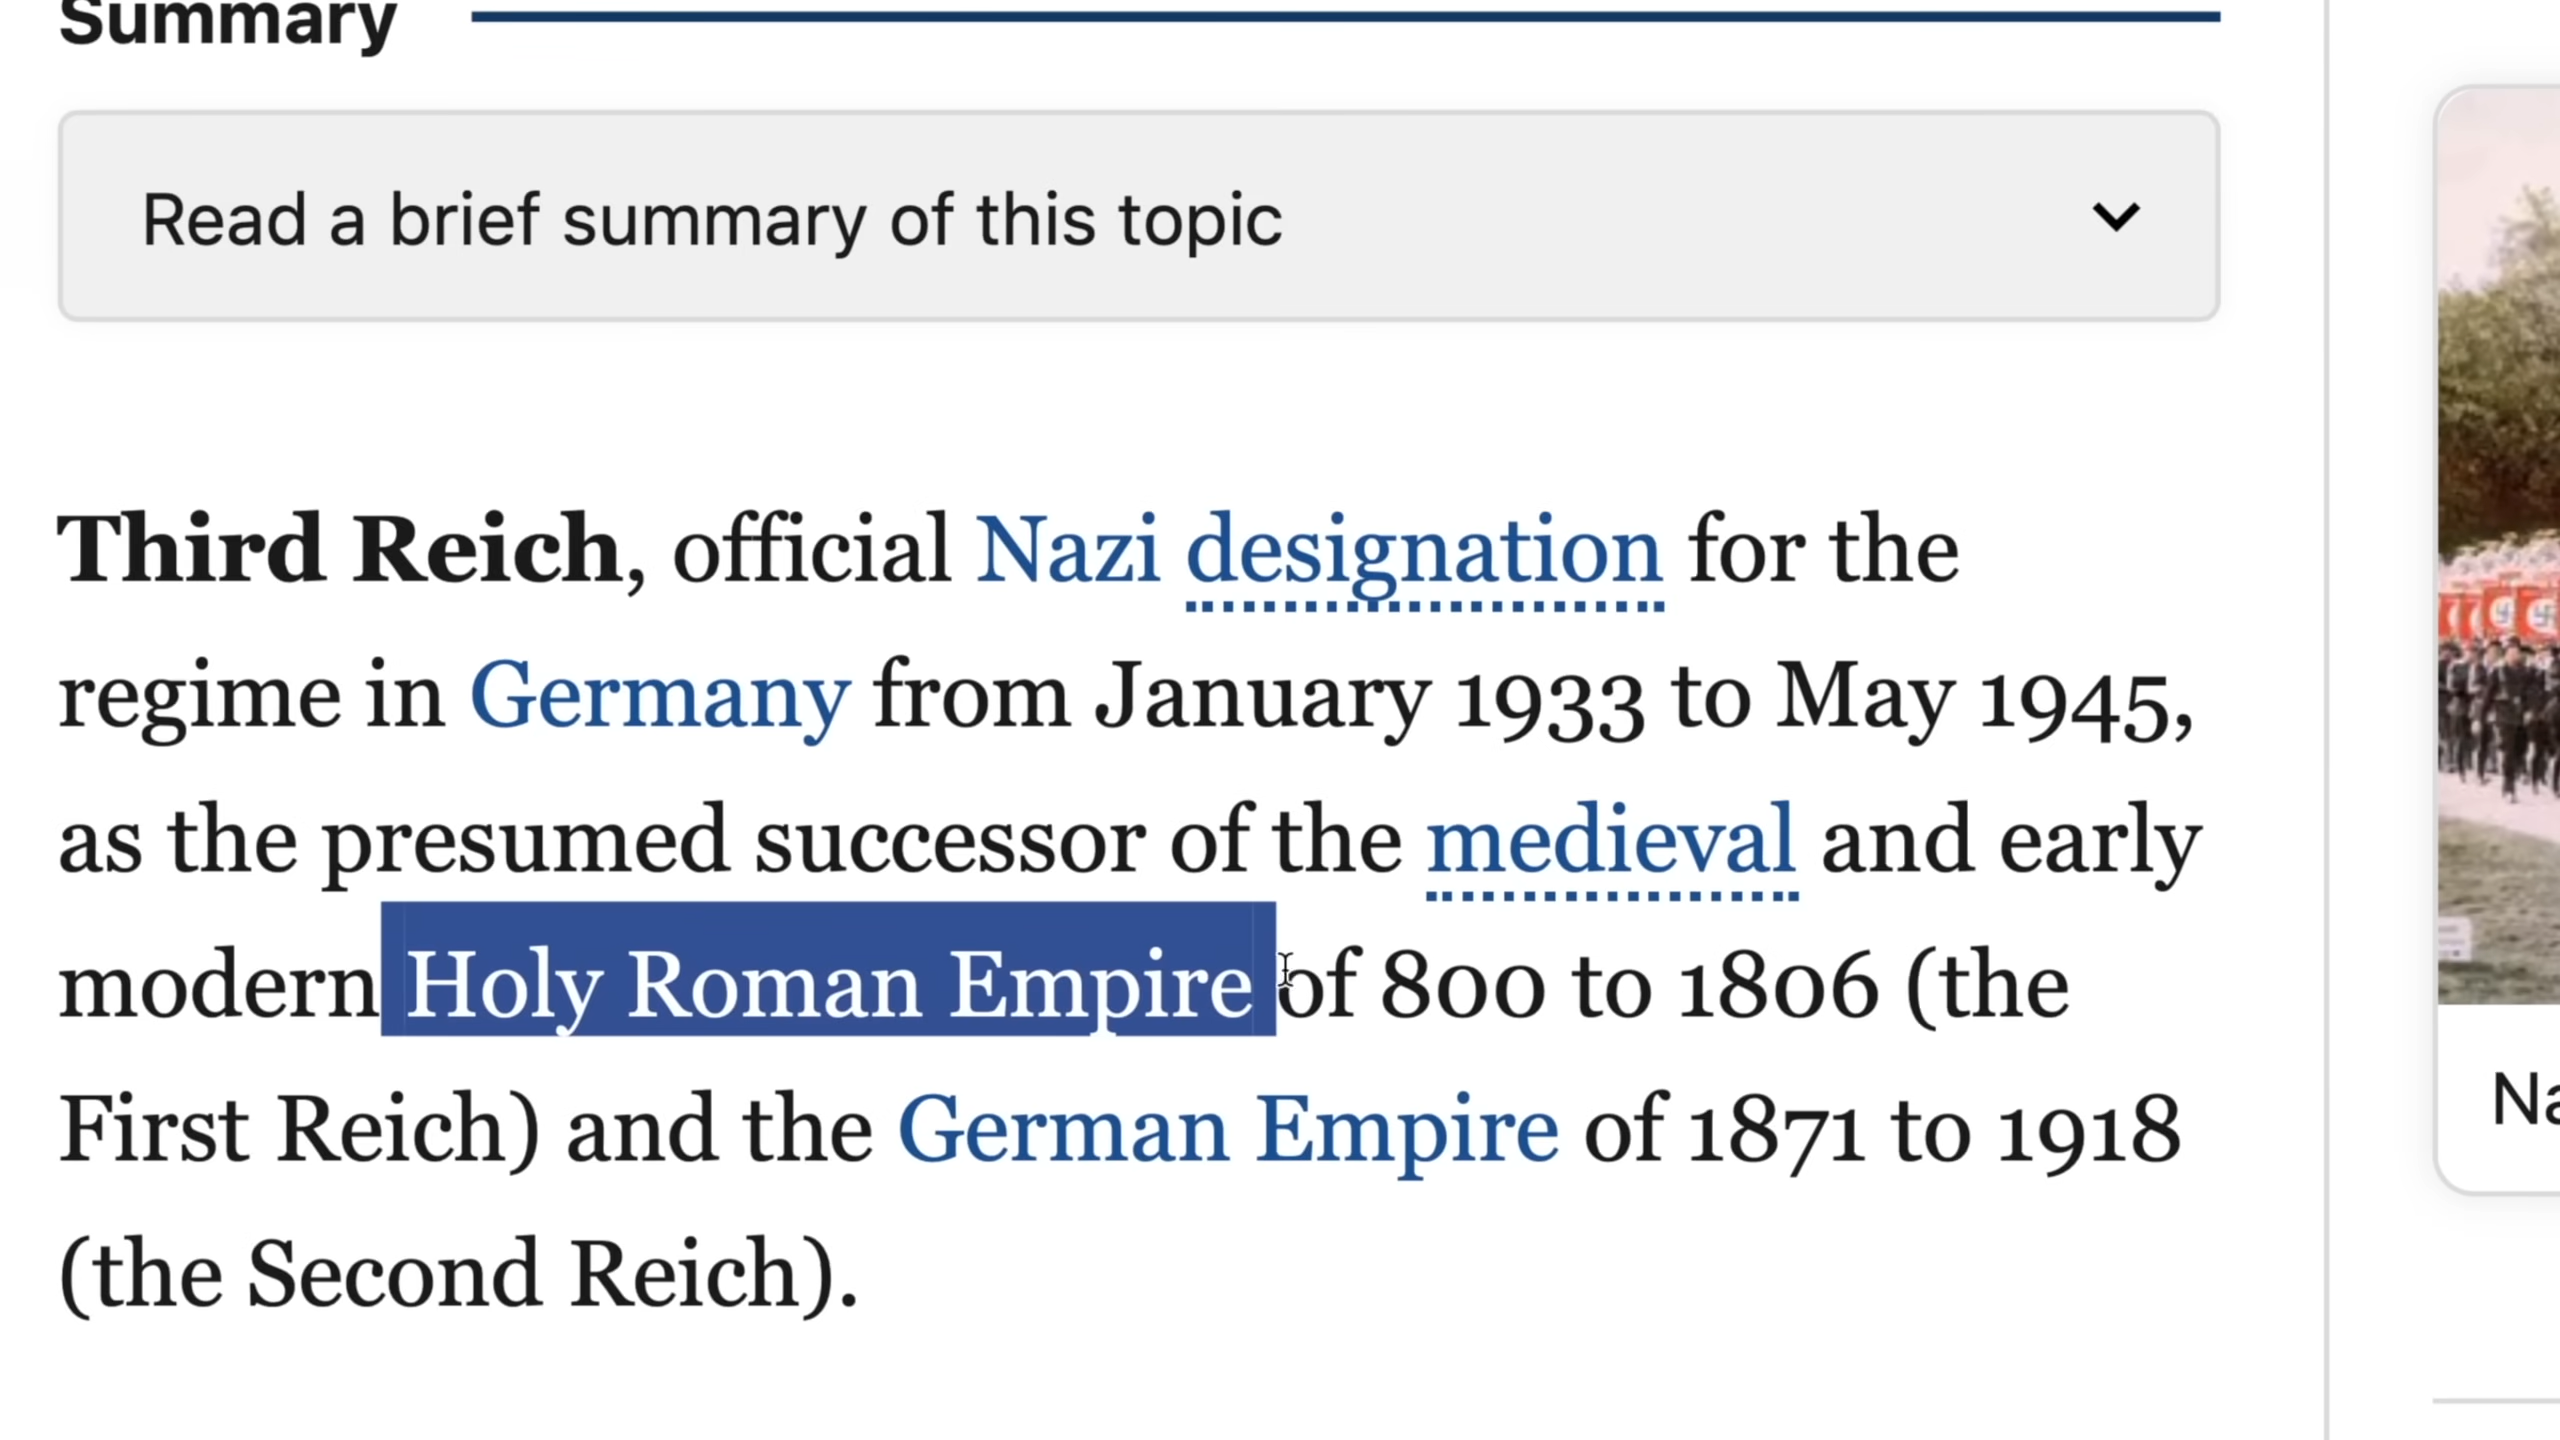 Summary
Read a brief summary of this topic
Third Reich, official Nazi designation for the
regime in Germany from January 1933 to May 1945,
as the presumed successor of the medieval and early
modern Holy Roman Empire of 800 to 1806 (the
First Reich) and the German Empire of 1871 to 1918
(the Second Reich).
Na